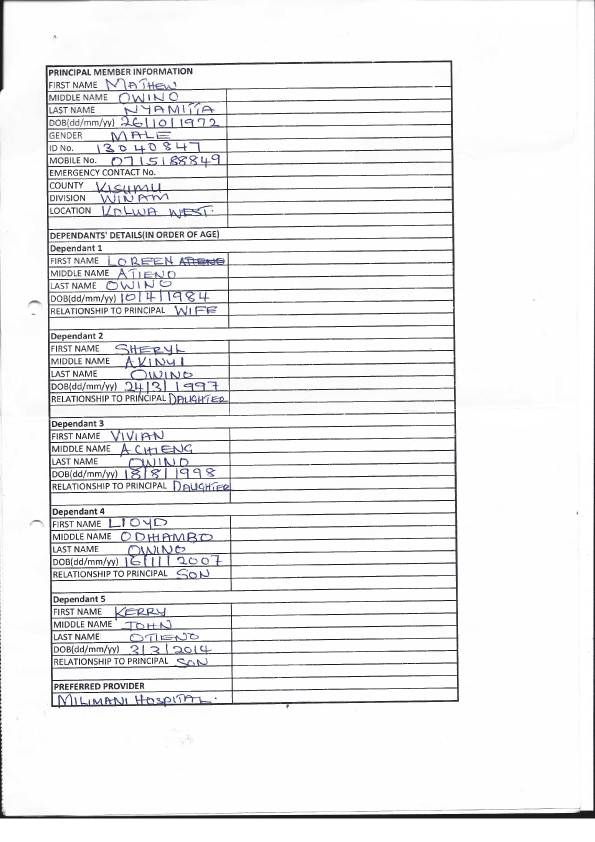 PRINCIPAL MEMBER INFORMATION
FIRST NAME MATHEW
MIDDLE NAME OWINO
LAST NAME NYAMITTA
DOB(dd/mm/yy) 26/10/1972
GENDER MALE
ID No. 13040847
MOBILE No. 0715188849
EMERGENCY CONTACT No.
COUNTY KISUMU
DIVISION WINAM
LOCATION KOLWA WEST.
DEPENDANTS' DETAILS(IN ORDER OF AGE)
Dependant 1
FIRST NAME LOREEN
MIDDLE NAME ATIENO
LAST NAME OWINO
DOB(dd/mm/yy) 10/4/1984
RELATIONSHIP TO PRINCIPAL WIFE
Dependant 2
FIRST NAME SHERYL
MIDDLE NAME AKINYI
LAST NAME OWINO
DOB(dd/mm/yy) 24/3/1997
RELATIONSHIP TO PRINCIPAL DAUGHTER
Dependant 3
FIRST NAME VIVIAN
MIDDLE NAME ACHIENG
LAST NAME OWINO
DOB(dd/mm/yy) 18/8/1998
RELATIONSHIP TO PRINCIPAL DAUGHTER
Dependant 4
FIRST NAME LLOYD
MIDDLE NAME ODHIAMBO
LAST NAME OWINO
DOB(dd/mm/yy) 16/11/2007
RELATIONSHIP TO PRINCIPAL SON
Dependant 5
FIRST NAME KERRY
MIDDLE NAME JOHN
LAST NAME OTIENO
DOB(dd/mm/yy) 3/3/2014
RELATIONSHIP TO PRINCIPAL SON
PREFERRED PROVIDER
MILIMANI HOSPITAL.